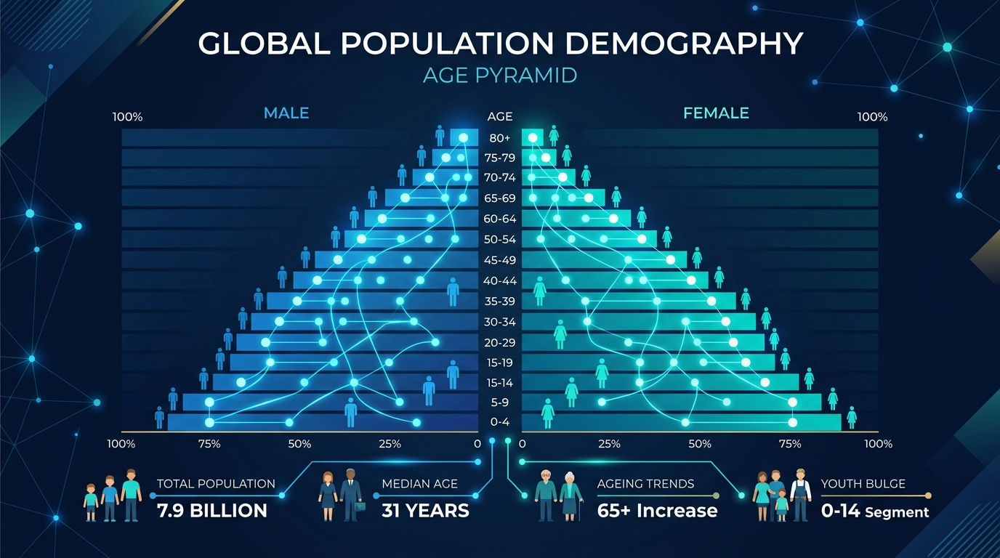 GLOBAL POPULATION DEMOGRAPHY
AGE PYRAMID
100% MALE AGE FEMALE 100%
80+
75-79
70-74
65-69
60-64
50-54
45-49
40-44
35-39
30-34
20-29
15-19
15-14
5-9
0-4
100% 75% 50% 25% 0 0 25% 50% 75% 100%
TOTAL POPULATION
7.9 BILLION
MEDIAN AGE
31 YEARS
AGEING TRENDS
65+ Increase
YOUTH BULGE
0-14 Segment